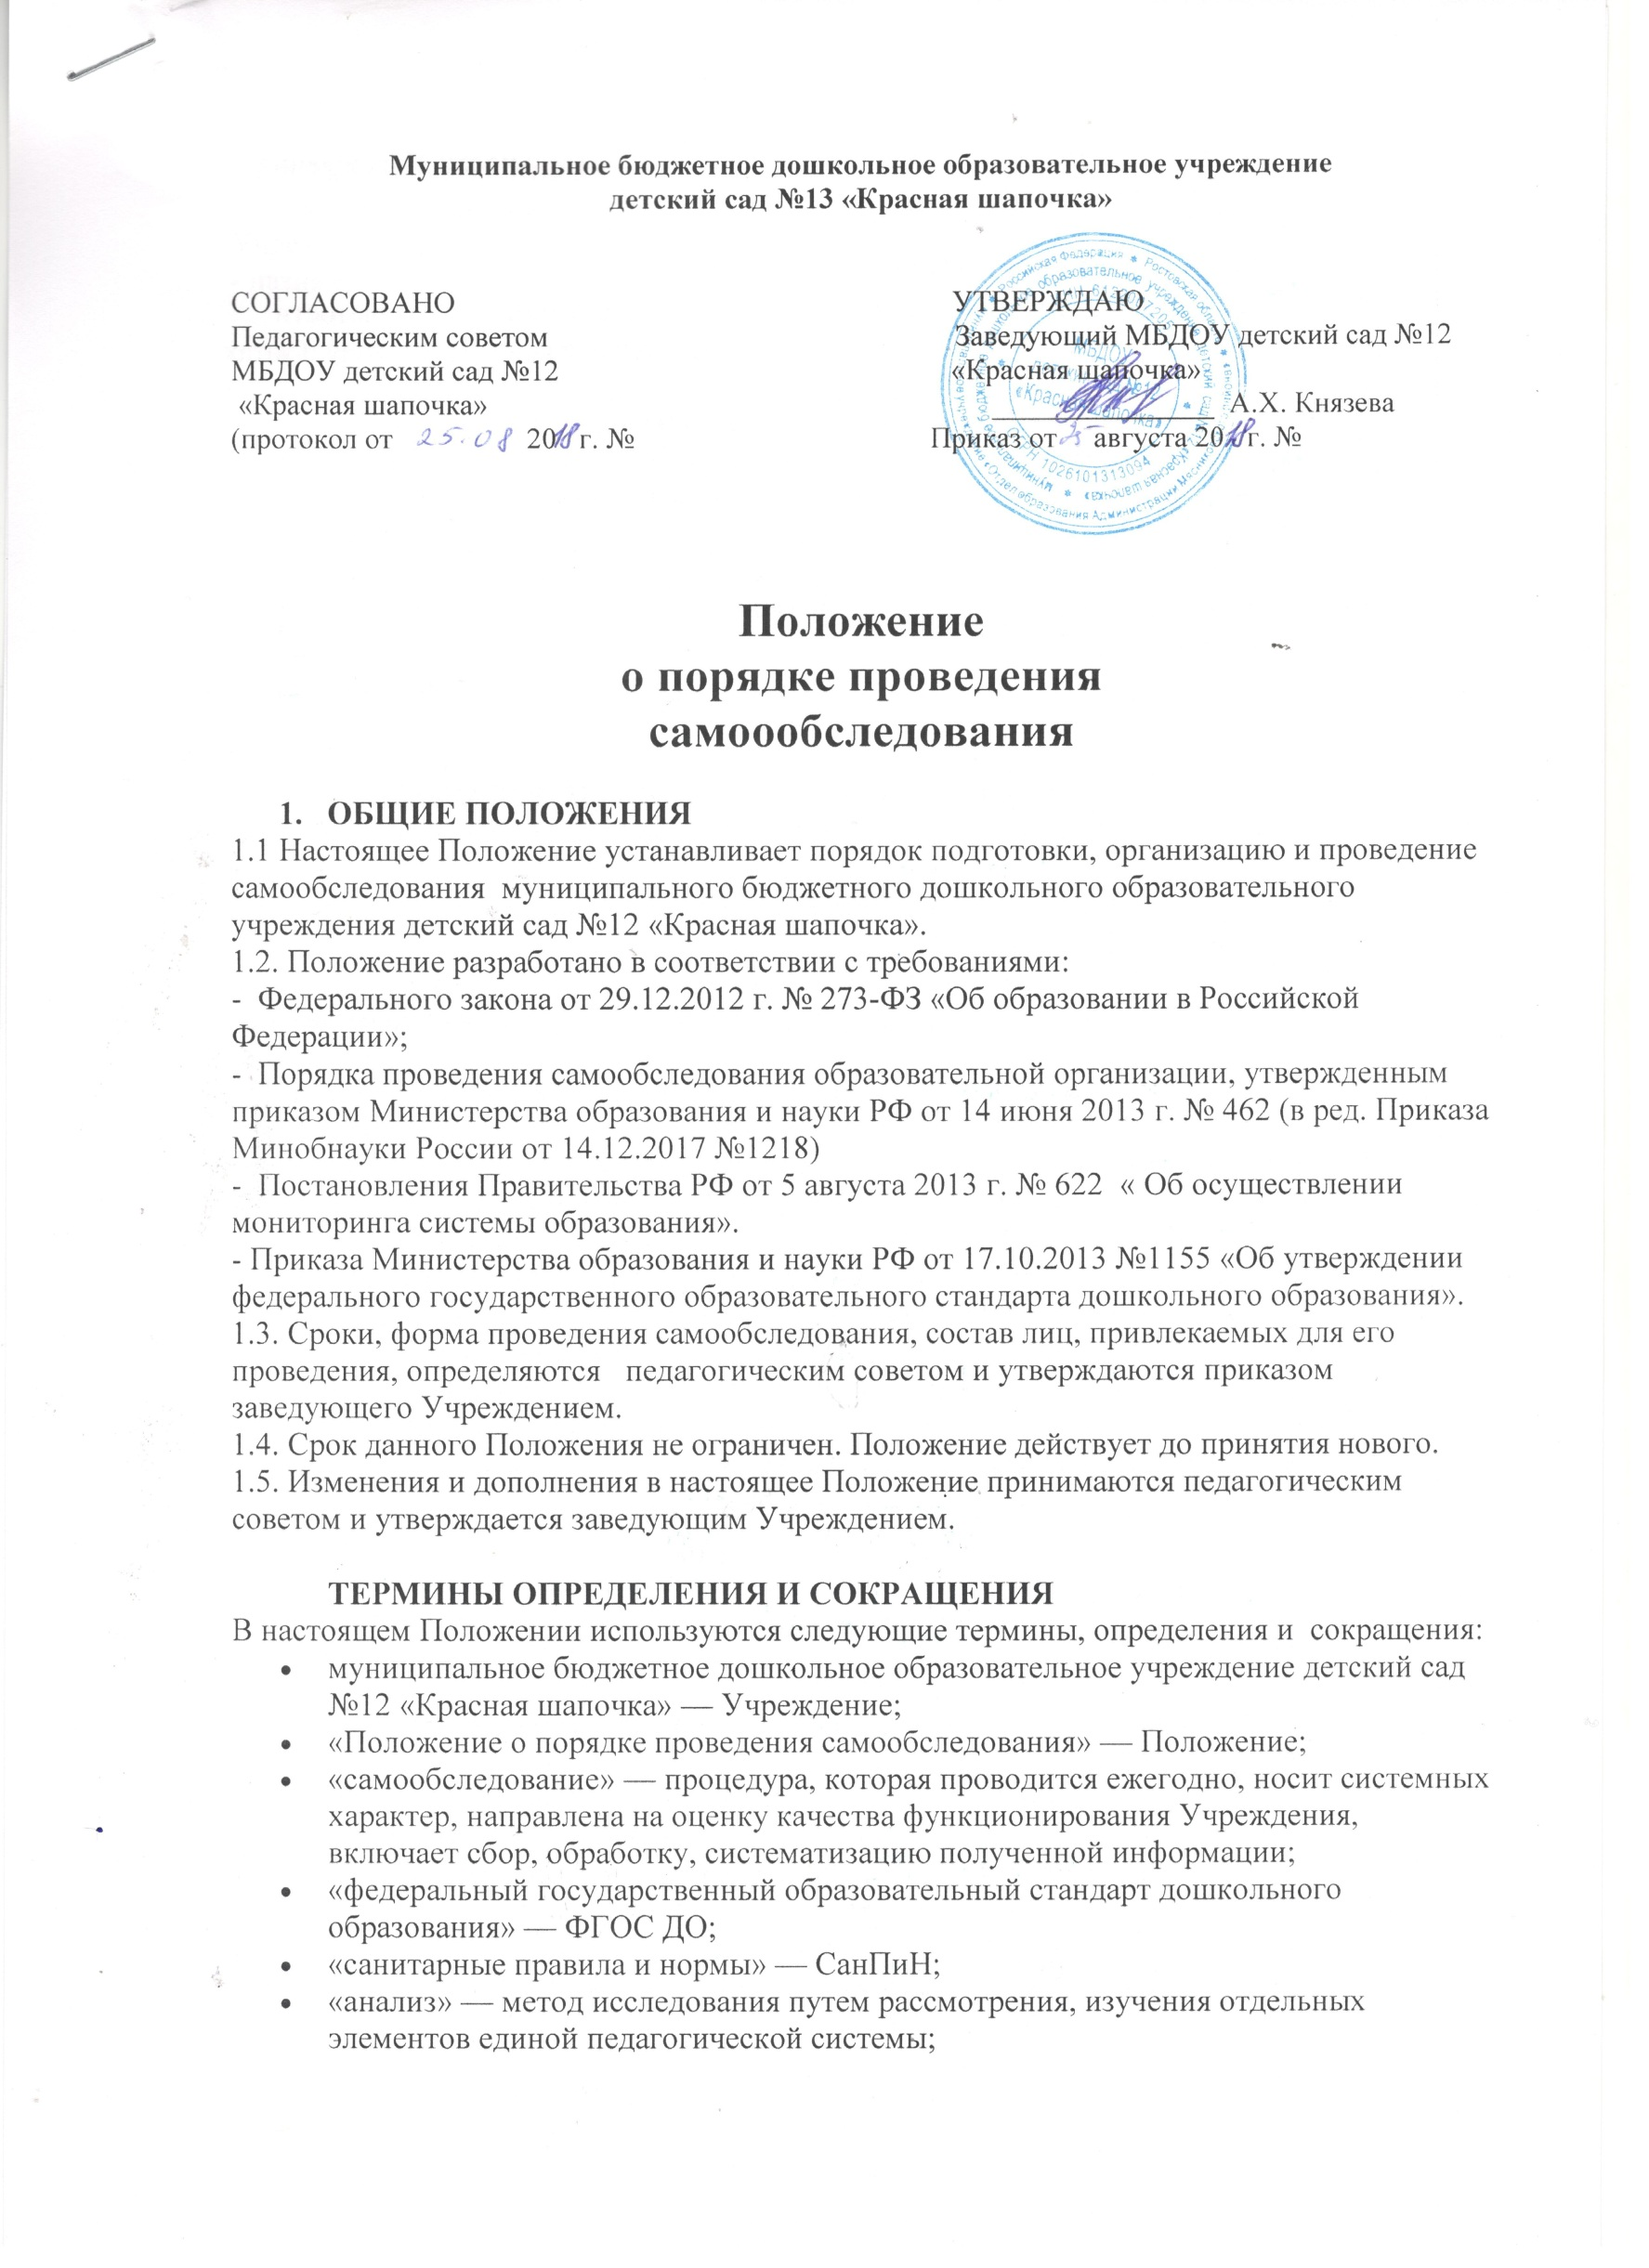 Муниципальное бюджетное дошкольное образовательное учреждение
детский сад №13 «Красная шапочка»
СОГЛАСОВАНО
Педагогическим советом
МБДОУ детский сад №12
«Красная шапочка»
(протокол от 25.08 2018 г. №
УТВЕРЖДАЮ
Заведующий МБДОУ детский сад №12
«Красная шапочка»
А.Х. Князева
Приказ от 25 августа 2018 г. №
МБДОУ
«Красная шапочка»
ОГРН 1026101313094
Положение
о порядке проведения
самоообследования
1. ОБЩИЕ ПОЛОЖЕНИЯ
1.1 Настоящее Положение устанавливает порядок подготовки, организацию и проведение
самообследования муниципального бюджетного дошкольного образовательного
учреждения детский сад №12 «Красная шапочка».
1.2. Положение разработано в соответствии с требованиями:
- Федерального закона от 29.12.2012 г. № 273-ФЗ «Об образовании в Российской
Федерации»;
- Порядка проведения самообследования образовательной организации, утвержденным
приказом Министерства образования и науки РФ от 14 июня 2013 г. № 462 (в ред. Приказа
Минобнауки России от 14.12.2017 №1218)
- Постановления Правительства РФ от 5 августа 2013 г. № 622 « Об осуществлении
мониторинга системы образования».
- Приказа Министерства образования и науки РФ от 17.10.2013 №1155 «Об утверждении
федерального государственного образовательного стандарта дошкольного образования».
1.3. Сроки, форма проведения самообследования, состав лиц, привлекаемых для его
проведения, определяются педагогическим советом и утверждаются приказом
заведующего Учреждением.
1.4. Срок данного Положения не ограничен. Положение действует до принятия нового.
1.5. Изменения и дополнения в настоящее Положение принимаются педагогическим
советом и утверждается заведующим Учреждением.
ТЕРМИНЫ ОПРЕДЕЛЕНИЯ И СОКРАЩЕНИЯ
В настоящем Положении используются следующие термины, определения и сокращения:
• муниципальное бюджетное дошкольное образовательное учреждение детский сад
№12 «Красная шапочка» — Учреждение;
• «Положение о порядке проведения самообследования» — Положение;
• «самообследование» — процедура, которая проводится ежегодно, носит системных
характер, направлена на оценку качества функционирования Учреждения,
включает сбор, обработку, систематизацию полученной информации;
• «федеральный государственный образовательный стандарт дошкольного
образования» — ФГОС ДО;
• «санитарные правила и нормы» — СанПиН;
• «анализ» — метод исследования путем рассмотрения, изучения отдельных
элементов единой педагогической системы;